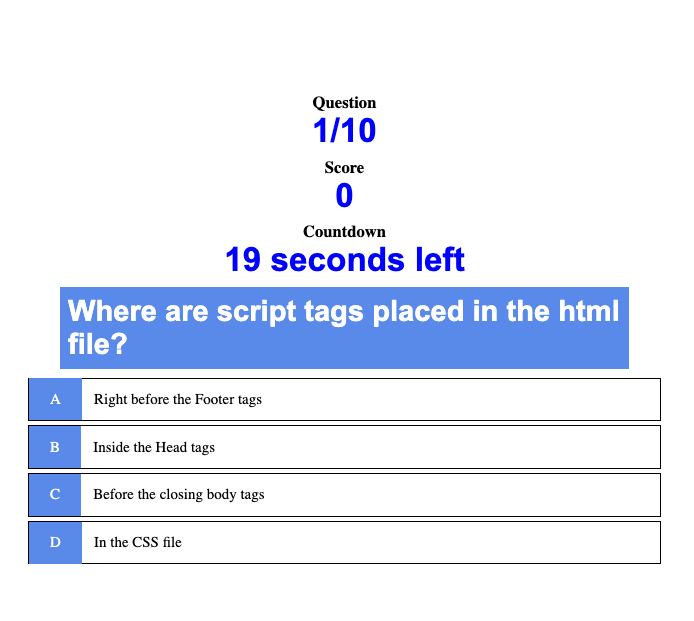 Question
1/10
Score
0
Countdown
19 seconds left
Where are script tags placed in the html
file?
A Right before the Footer tags
B Inside the Head tags
C Before the closing body tags
D In the CSS file